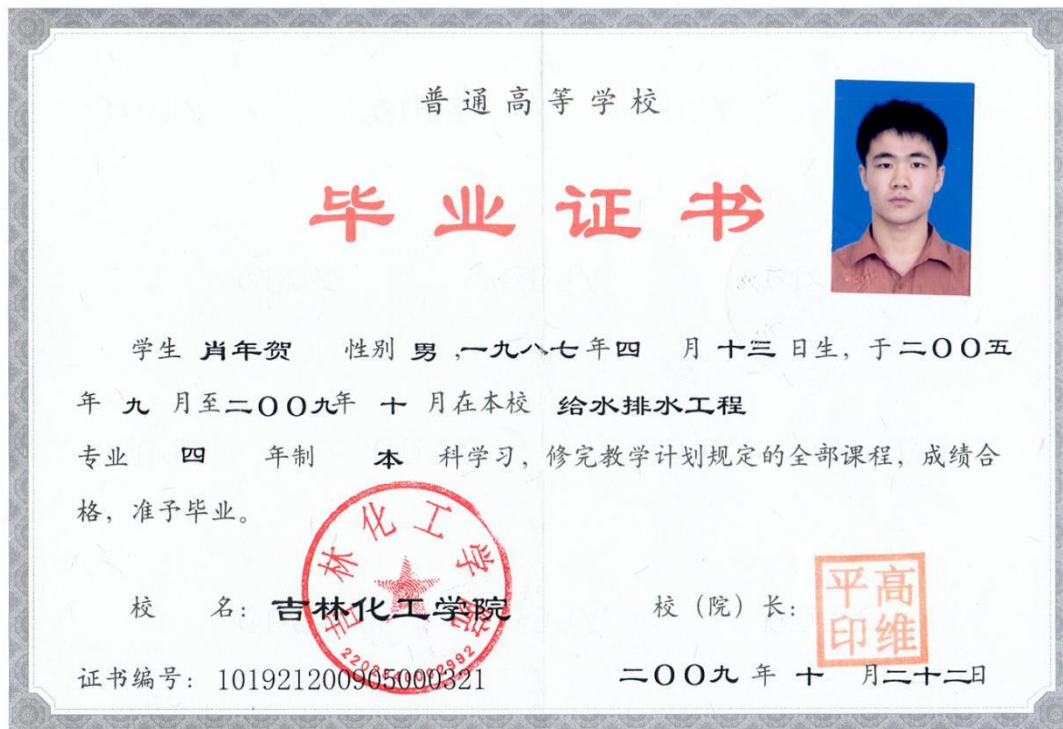 普通高等学校
毕业证书
学生 肖年贺 性别 男 ,一九八七年四 月 十三 日生，于二〇〇五
年 九 月至二〇〇九年 十 月在本校 给水排水工程
专业 四 年制 本 科学习，修完教学计划规定的全部课程，成绩合
格，准予毕业。
吉林化工学院
校 名：吉林化工学院
校（院）长：
高维平印
证书编号：101921200905000321
二〇〇九 年 十 月二十二日